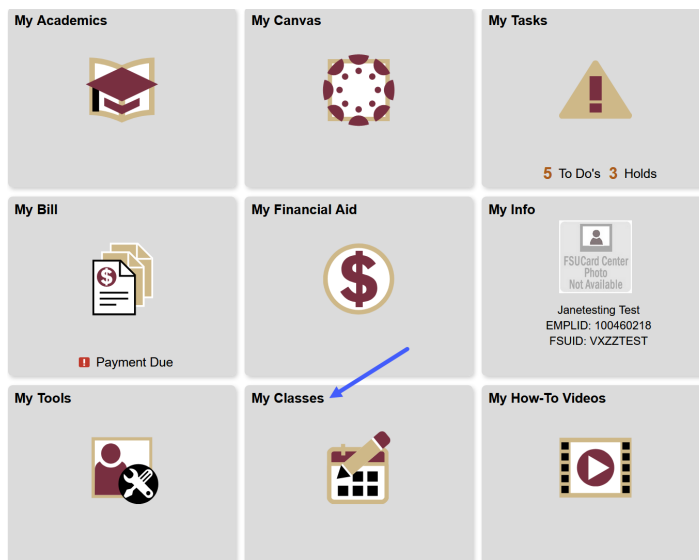 My Academics
My Canvas
My Tasks
5 To Do's 3 Holds
My Bill
Payment Due
My Financial Aid
My Info
FSUCard Center
Photo
Not Available
Janetesting Test
EMPLID: 100460218
FSUID: VXZZTEST
My Tools
My Classes
My How-To Videos